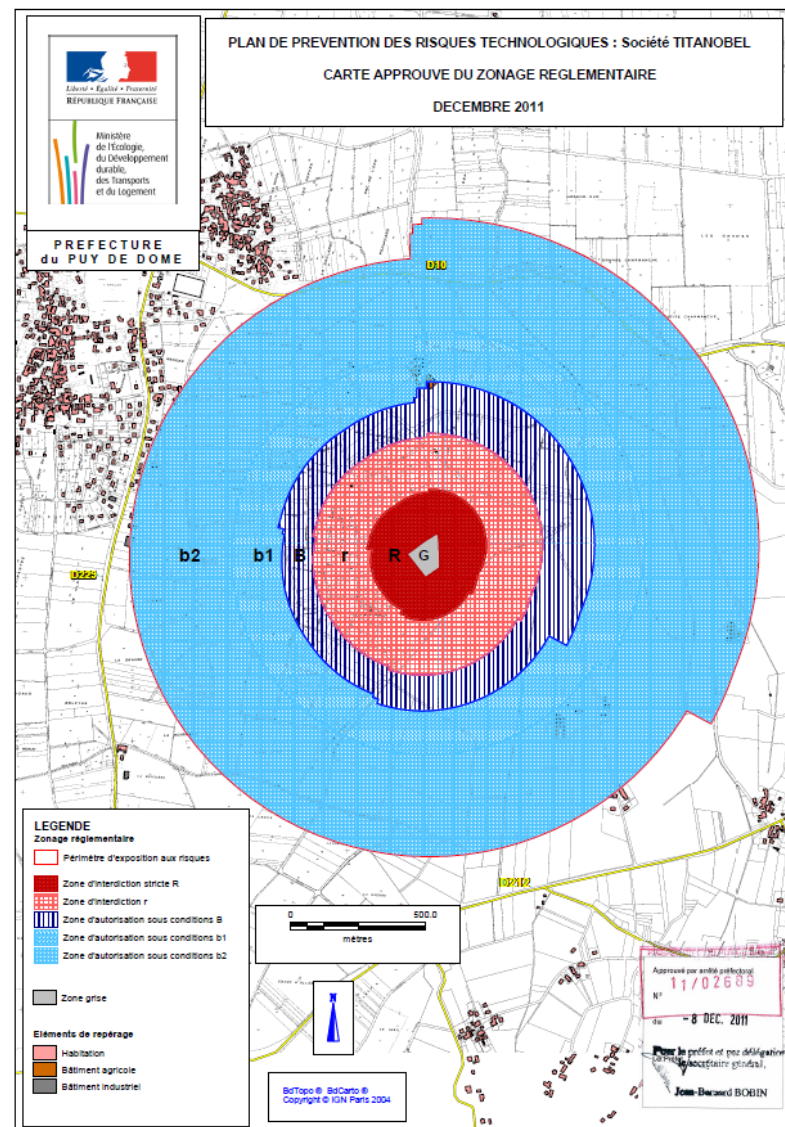 PLAN DE PREVENTION DES RISQUES TECHNOLOGIQUES : Société TITANOBEL
CARTE APPROUVE DU ZONAGE REGLEMENTAIRE
DECEMBRE 2011
Liberté • Égalité • Fraternité
RÉPUBLIQUE FRANÇAISE
Ministère
de l'Écologie,
du Développement
durable,
des Transports
et du Logement
PREFECTURE
du PUY DE DOME
D10
b2
b1
B
r
R
G
D225
D212
LEGENDE
Zonage réglementaire
Périmètre d'exposition aux risques
Zone d'interdiction stricte R
Zone d'interdiction r
Zone d'autorisation sous conditions B
Zone d'autorisation sous conditions b1
Zone d'autorisation sous conditions b2
Zone grise
Eléments de repérage
Habitation
Bâtiment agricole
Bâtiment industriel
0 500.0
mètres
N
BdTopo ® BdCarto ®
Copyright © IGN Paris 2004
Approuvé par arrêté préfectoral
N° 11/02689
du - 8 DEC. 2011
Pour le préfet et par délégation
le secrétaire général,
Jean-Bernard BOBIN